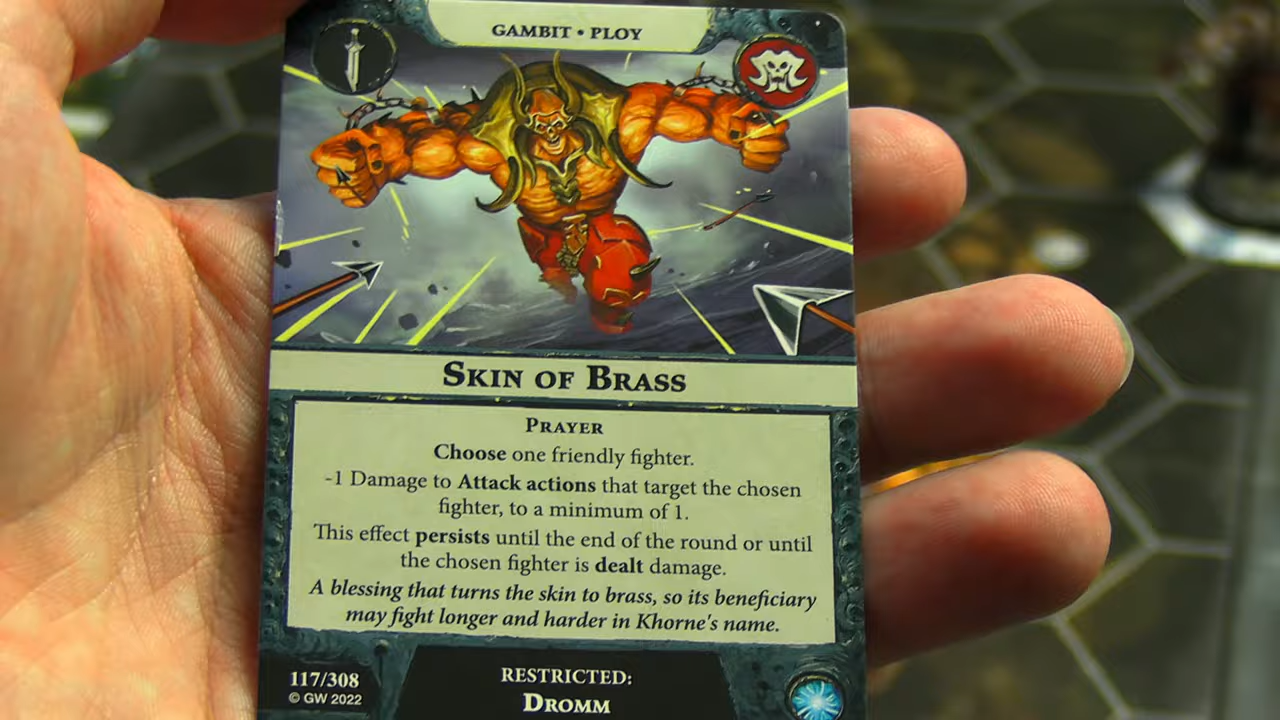 GAMBIT • PLOY
SKIN OF BRASS
PRAYER
Choose one friendly fighter.
-1 Damage to Attack actions that target the chosen
fighter, to a minimum of 1.
This effect persists until the end of the round or until
the chosen fighter is dealt damage.
A blessing that turns the skin to brass, so its beneficiary
may fight longer and harder in Khorne's name.
117/308
© GW 2022
RESTRICTED:
DROMM